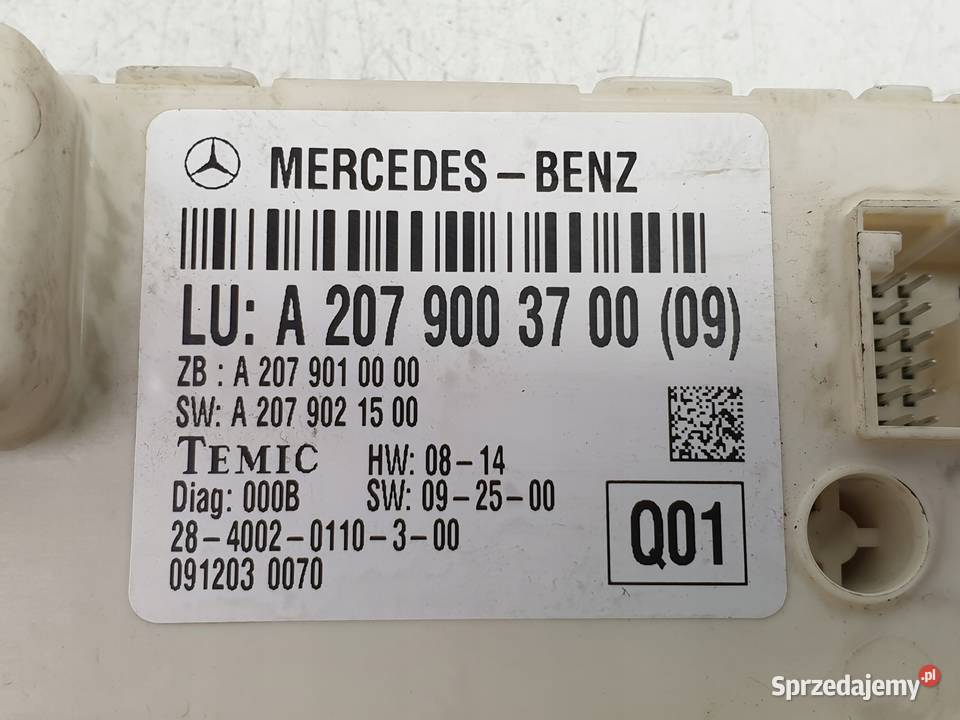 MERCEDES-BENZ
LU: A 207 900 37 00 (09)
ZB : A 207 901 00 00
SW: A 207 902 15 00
TEMIC HW: 08-14
Diag: 000B SW: 09-25-00
28-4002-0110-3-00
091203 0070
Q01
Sprzedajemy.pl